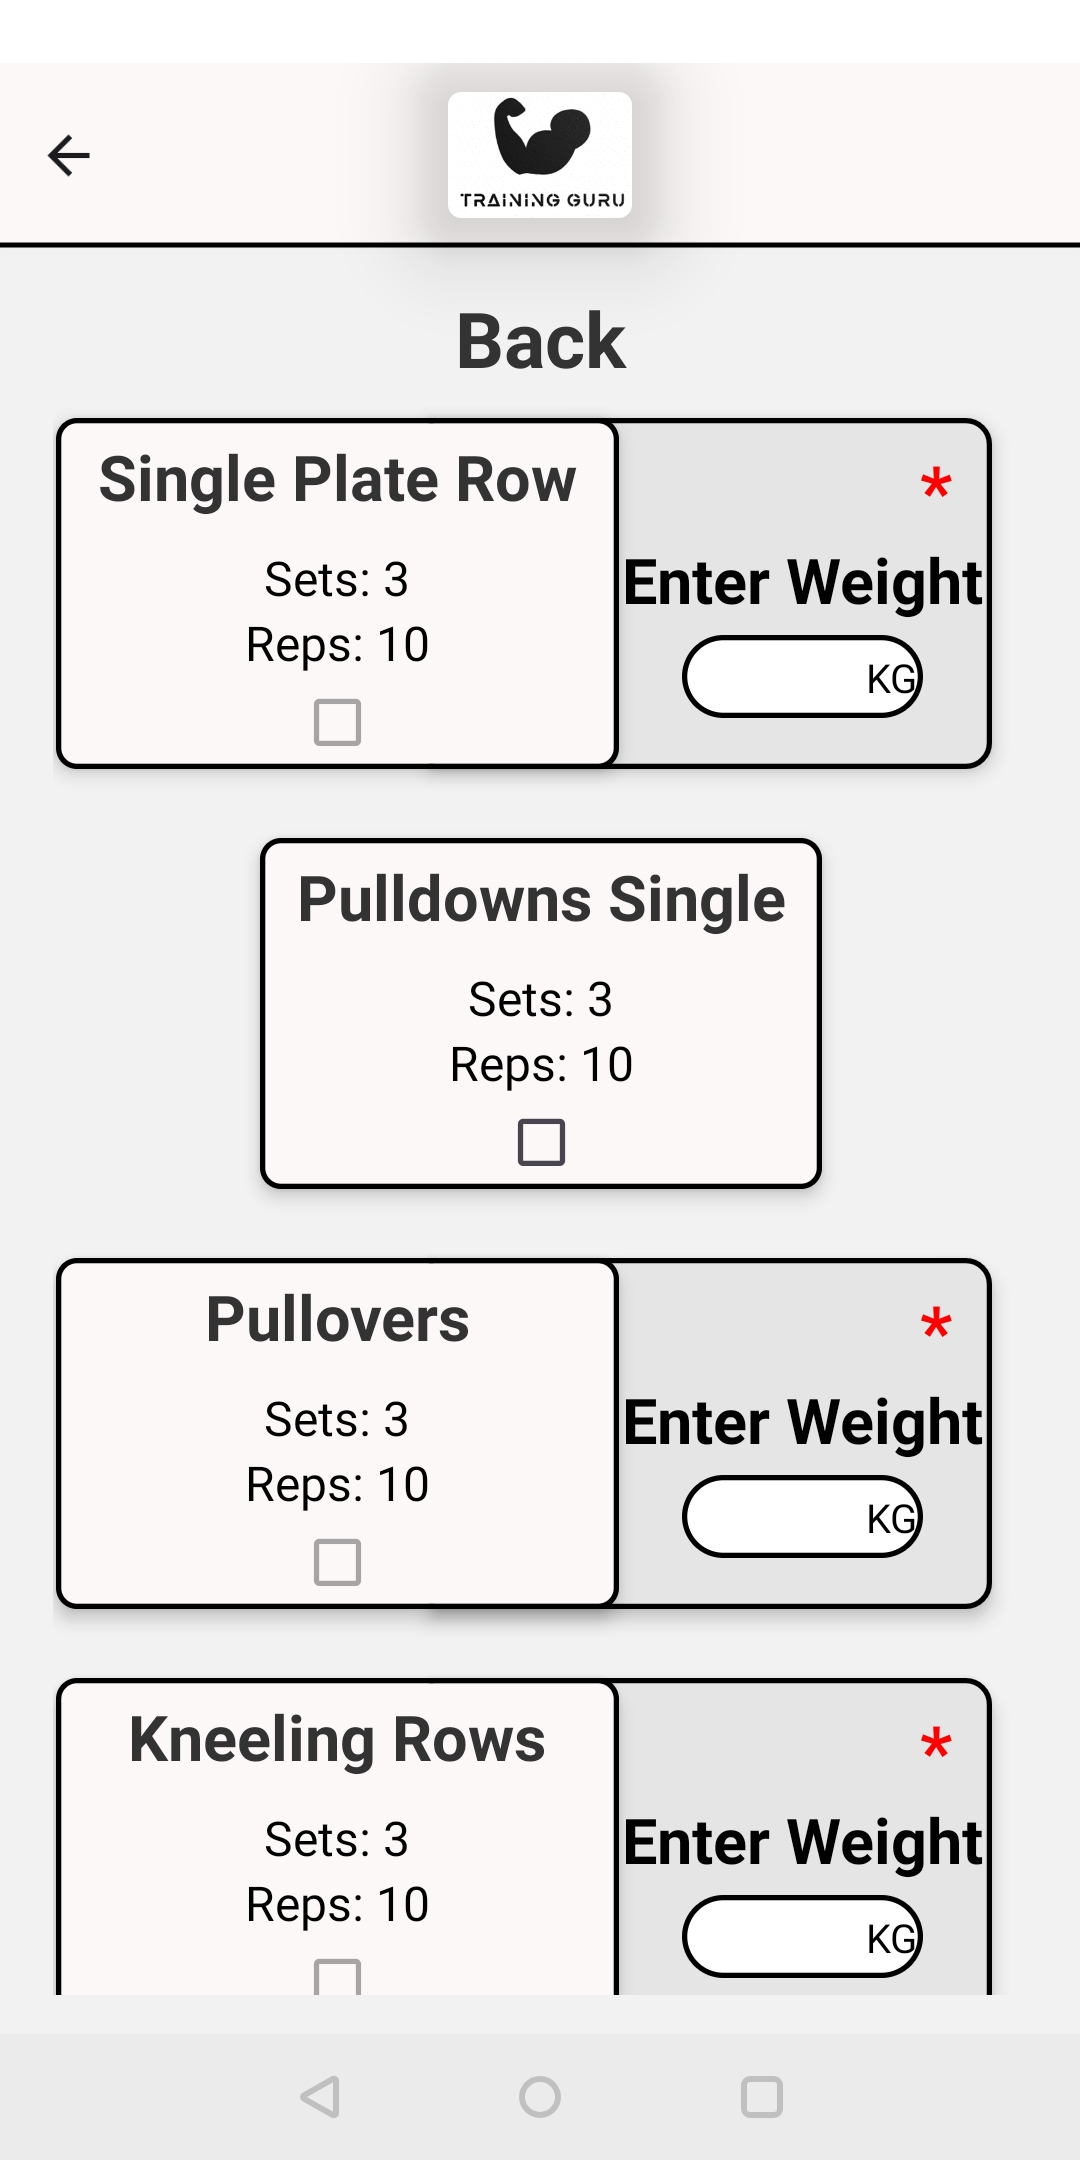 TRAINING GURU
Back
Single Plate Row
Sets: 3
Reps: 10
*
Enter Weight
KG
Pulldowns Single
Sets: 3
Reps: 10
Pullovers
Sets: 3
Reps: 10
*
Enter Weight
KG
Kneeling Rows
Sets: 3
Reps: 10
*
Enter Weight
KG